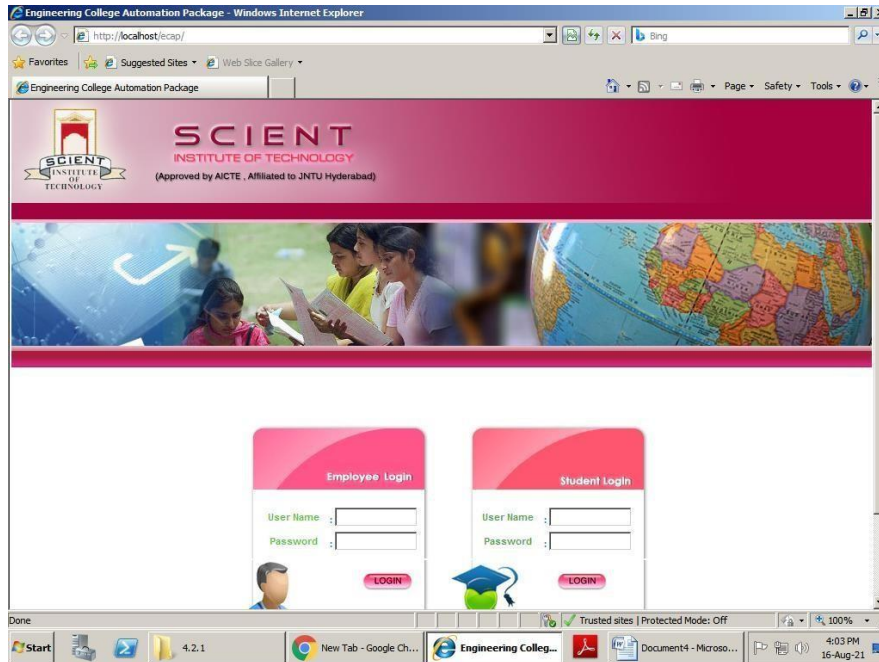 Engineering College Automation Package - Windows Internet Explorer
http://localhost/ecap/
Bing
Favorites
Suggested Sites
Web Slice Gallery
Engineering College Automation Package
Page
Safety
Tools
SCIENT
INSTITUTE
OF
TECHNOLOGY
SCIENT
INSTITUTE OF TECHNOLOGY
(Approved by AICTE , Affiliated to JNTU Hyderabad)
Employee Login
User Name :
Password :
LOGIN
Student Login
User Name :
Password :
LOGIN
Done
Trusted sites | Protected Mode: Off
100%
Start
4.2.1
New Tab - Google Ch...
Engineering Colleg...
Document4 - Microso...
4:03 PM
16-Aug-21